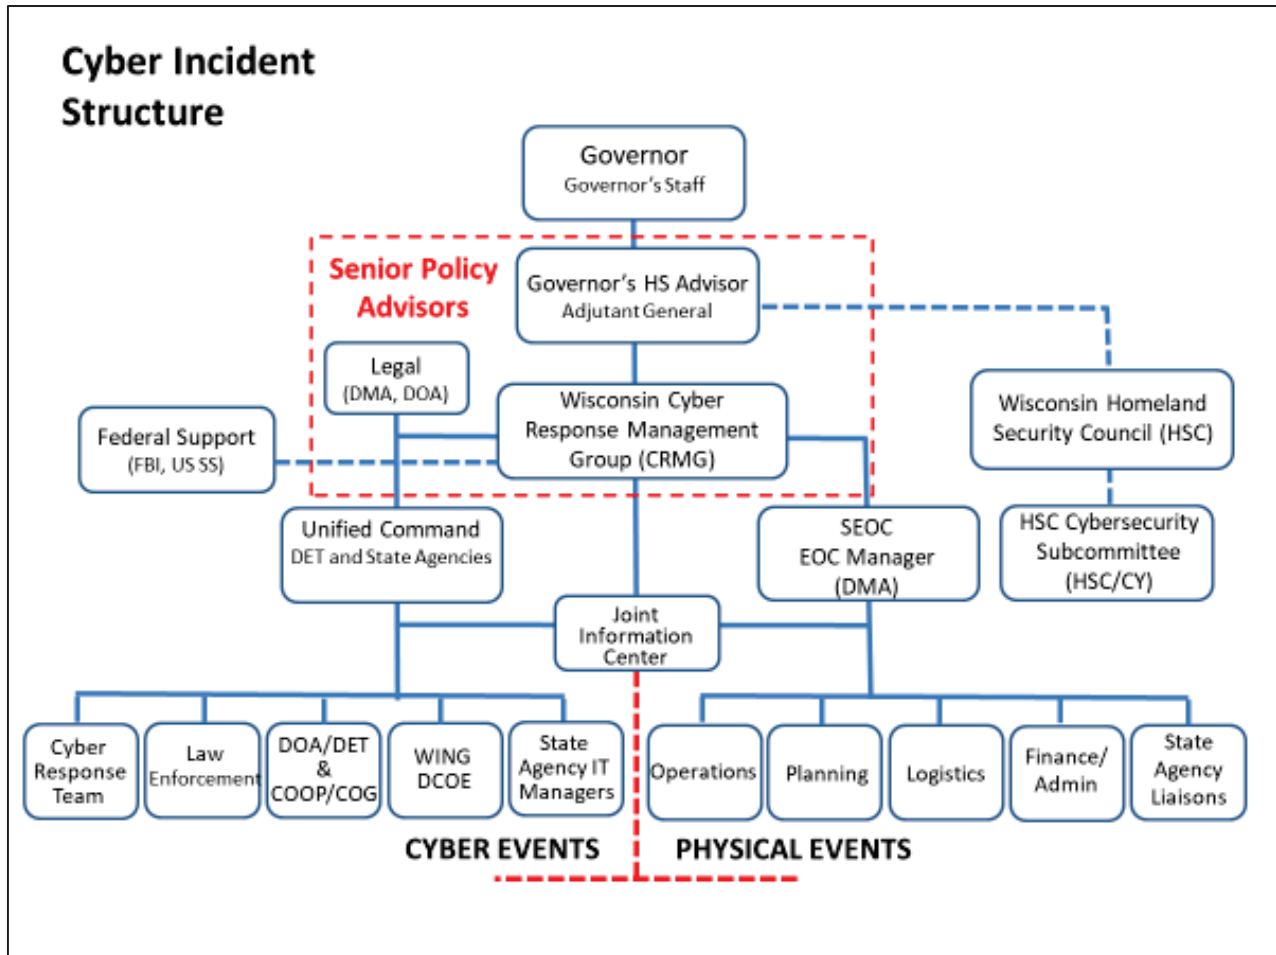 Cyber Incident
Structure
Governor
Governor's Staff
Senior Policy
Advisors
Governor's HS Advisor
Adjutant General
Legal
(DMA, DOA)
Wisconsin Cyber
Response Management
Group (CRMG)
Wisconsin Homeland
Security Council (HSC)
Federal Support
(FBI, US SS)
Unified Command
DET and State Agencies
SEOC
EOC Manager
(DMA)
HSC Cybersecurity
Subcommittee
(HSC/CY)
Joint
Information
Center
Cyber
Response
Team
Law
Enforcement
DOA/DET
&
COOP/COG
WING
DCOE
State
Agency IT
Managers
Operations
Planning
Logistics
Finance/
Admin
State
Agency
Liaisons
CYBER EVENTS
PHYSICAL EVENTS